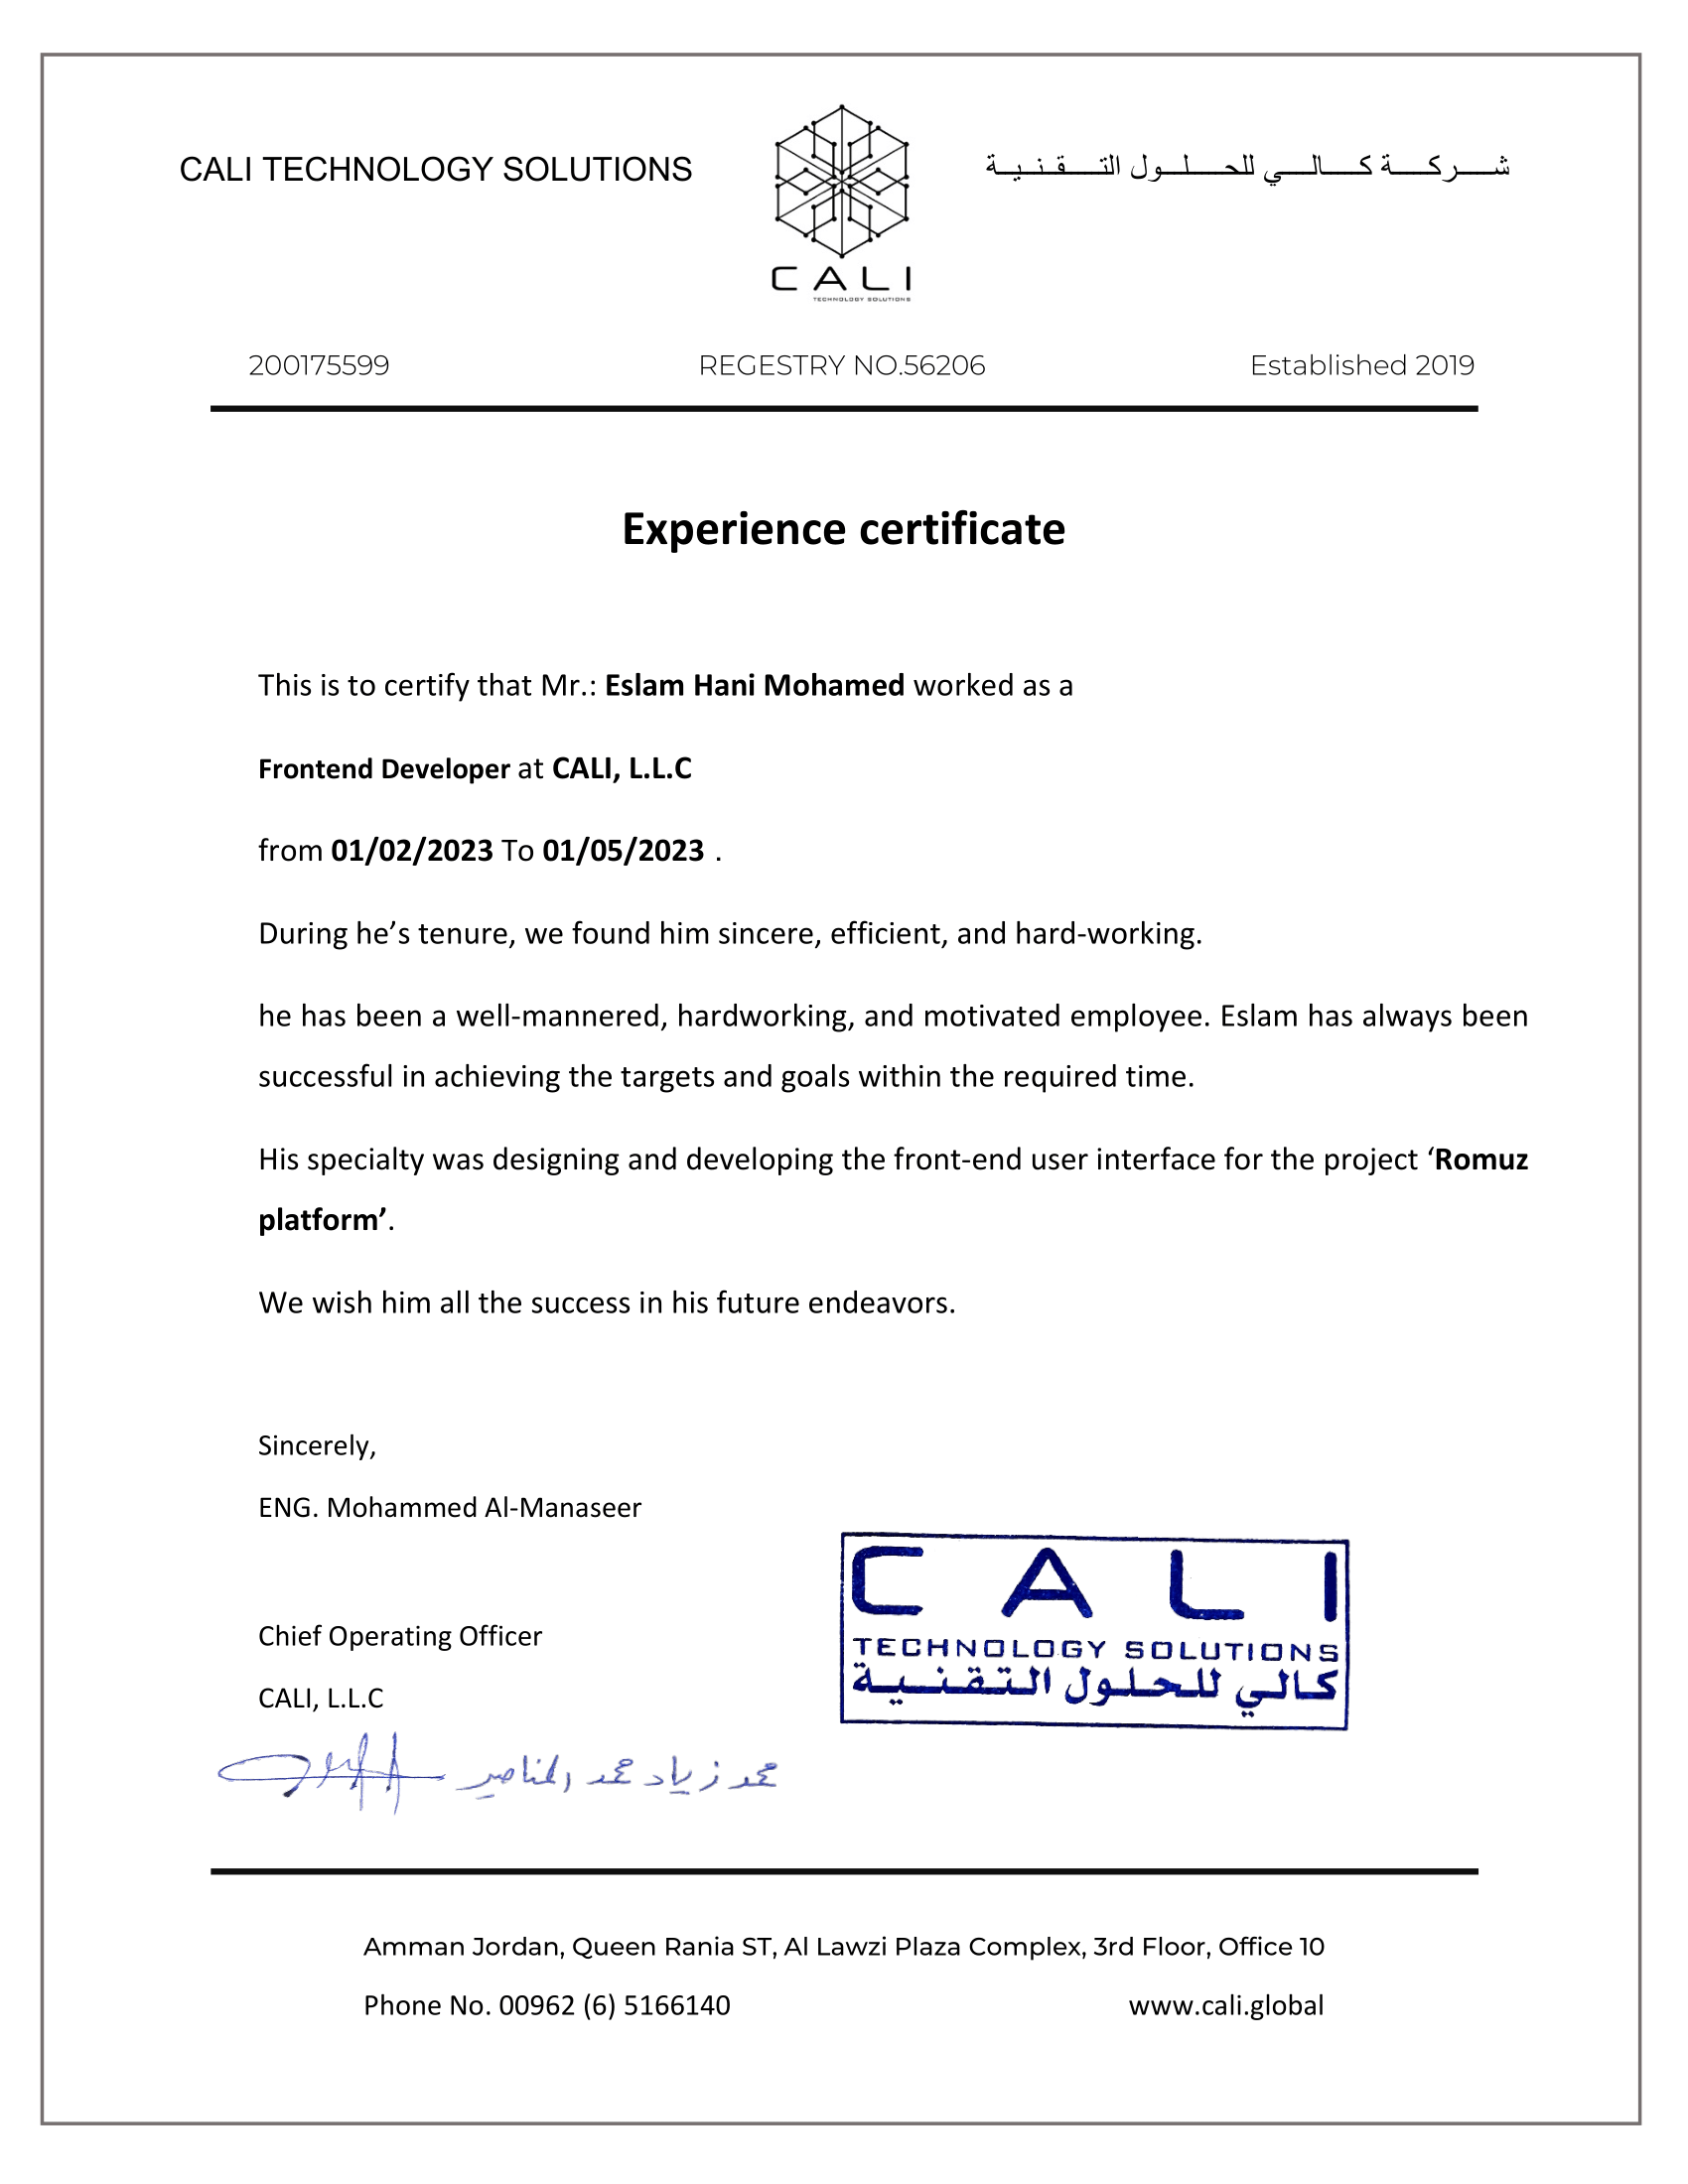 CALI TECHNOLOGY SOLUTIONS
شركة كالي للحلول التقنية
CALI
TECHNOLOGY SOLUTIONS
200175599 REGESTRY NO.56206 Established 2019
Experience certificate
This is to certify that Mr.: Eslam Hani Mohamed worked as a
Frontend Developer at CALI, L.L.C
from 01/02/2023 To 01/05/2023 .
During he’s tenure, we found him sincere, efficient, and hard-working.
he has been a well-mannered, hardworking, and motivated employee. Eslam has always been
successful in achieving the targets and goals within the required time.
His specialty was designing and developing the front-end user interface for the project ‘Romuz
platform’.
We wish him all the success in his future endeavors.
Sincerely,
ENG. Mohammed Al-Manaseer
Chief Operating Officer
CALI, L.L.C
CALI
TECHNOLOGY SOLUTIONS
كالي للحلول التقنية
محمد زياد محمد المناصير
Amman Jordan, Queen Rania ST, Al Lawzi Plaza Complex, 3rd Floor, Office 10
Phone No. 00962 (6) 5166140 www.cali.global